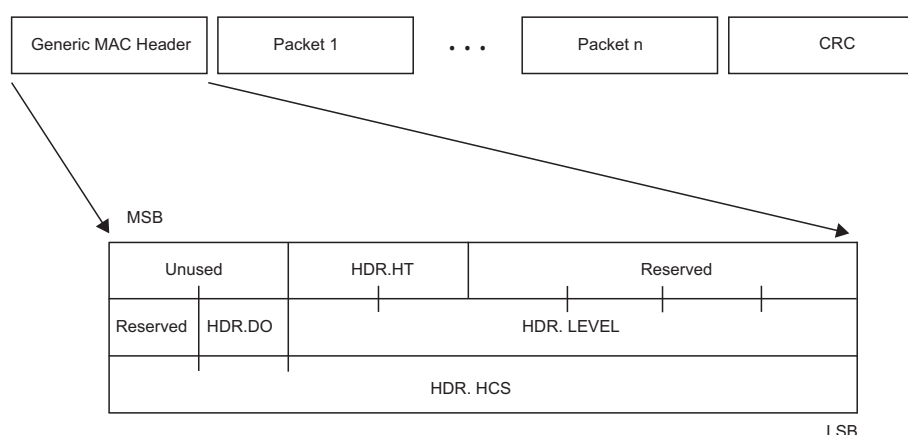 Generic MAC Header Packet 1 . . . Packet n CRC
MSB
Unused HDR.HT Reserved
Reserved HDR.DO HDR. LEVEL
HDR. HCS
LSB